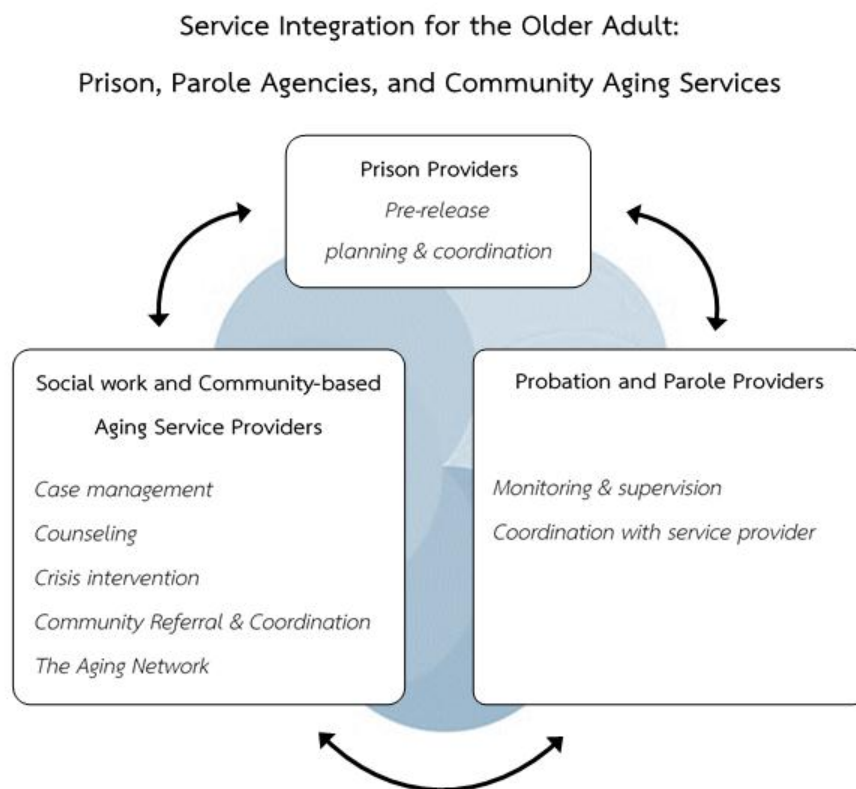 Service Integration for the Older Adult:
Prison, Parole Agencies, and Community Aging Services
Prison Providers
Pre-release
planning & coordination
Social work and Community-based
Aging Service Providers
Case management
Counseling
Crisis intervention
Community Referral & Coordination
The Aging Network
Probation and Parole Providers
Monitoring & supervision
Coordination with service provider